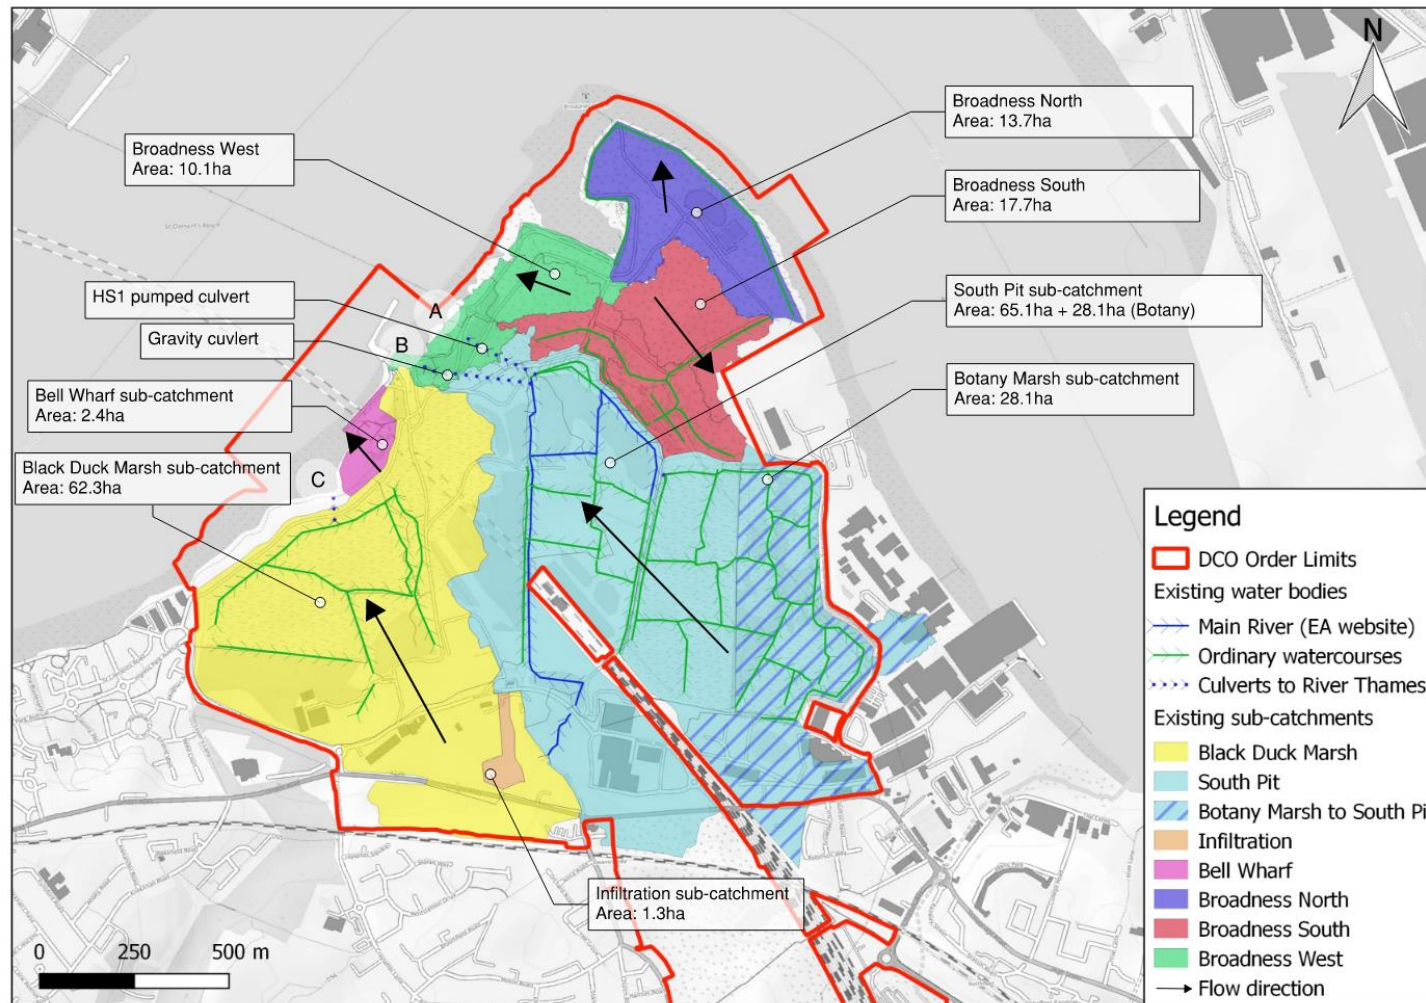 N
Broadness North
Area: 13.7ha
Broadness West
Area: 10.1ha
Broadness South
Area: 17.7ha
HS1 pumped culvert
South Pit sub-catchment
Area: 65.1ha + 28.1ha (Botany)
A
Gravity cuvlert
B
Bell Wharf sub-catchment
Area: 2.4ha
Botany Marsh sub-catchment
Area: 28.1ha
Black Duck Marsh sub-catchment
Area: 62.3ha
C
Infiltration sub-catchment
Area: 1.3ha
0 250 500 m
Legend
DCO Order Limits
Existing water bodies
Main River (EA website)
Ordinary watercourses
Culverts to River Thames
Existing sub-catchments
Black Duck Marsh
South Pit
Botany Marsh to South Pi
Infiltration
Bell Wharf
Broadness North
Broadness South
Broadness West
Flow direction